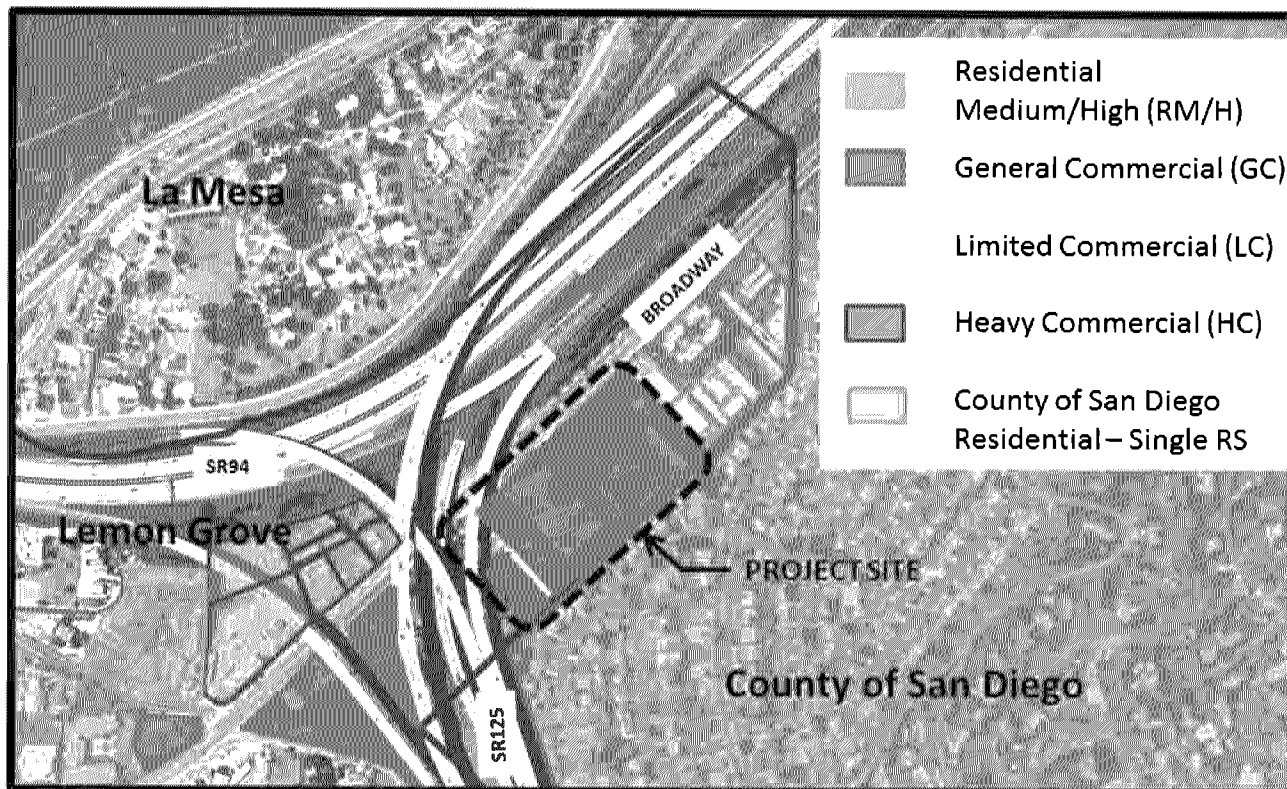 Residential
Medium/High (RM/H)
General Commercial (GC)
Limited Commercial (LC)
Heavy Commercial (HC)
County of San Diego
Residential – Single RS
La Mesa
BROADWAY
SR94
Lemon Grove
PROJECT SITE
County of San Diego
SR125